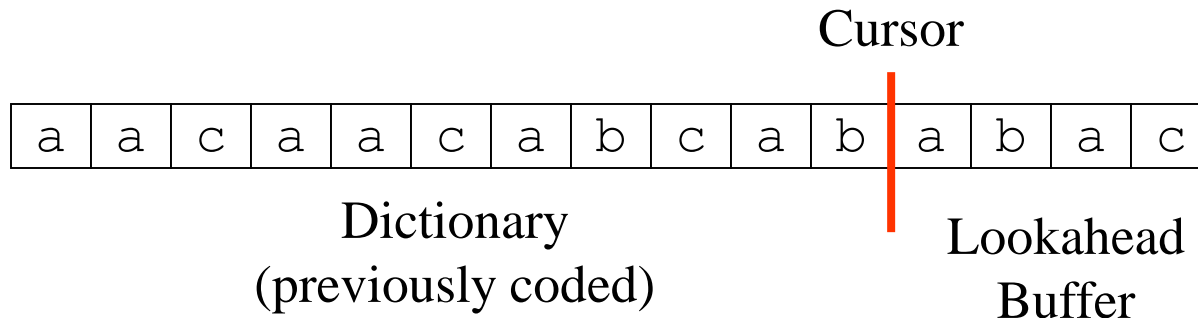 Cursor
a a c a a c a b c a b a b a c
Dictionary
(previously coded)
Lookahead
Buffer